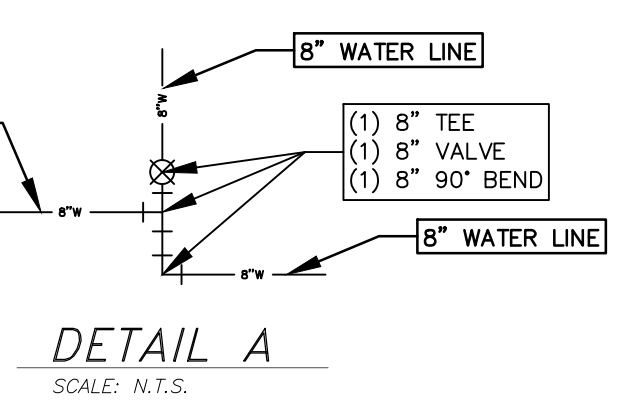 8” WATER LINE
8”W
(1) 8” TEE
(1) 8” VALVE
(1) 8” 90° BEND
8”W
8” WATER LINE
8”W
DETAIL A
SCALE: N.T.S.